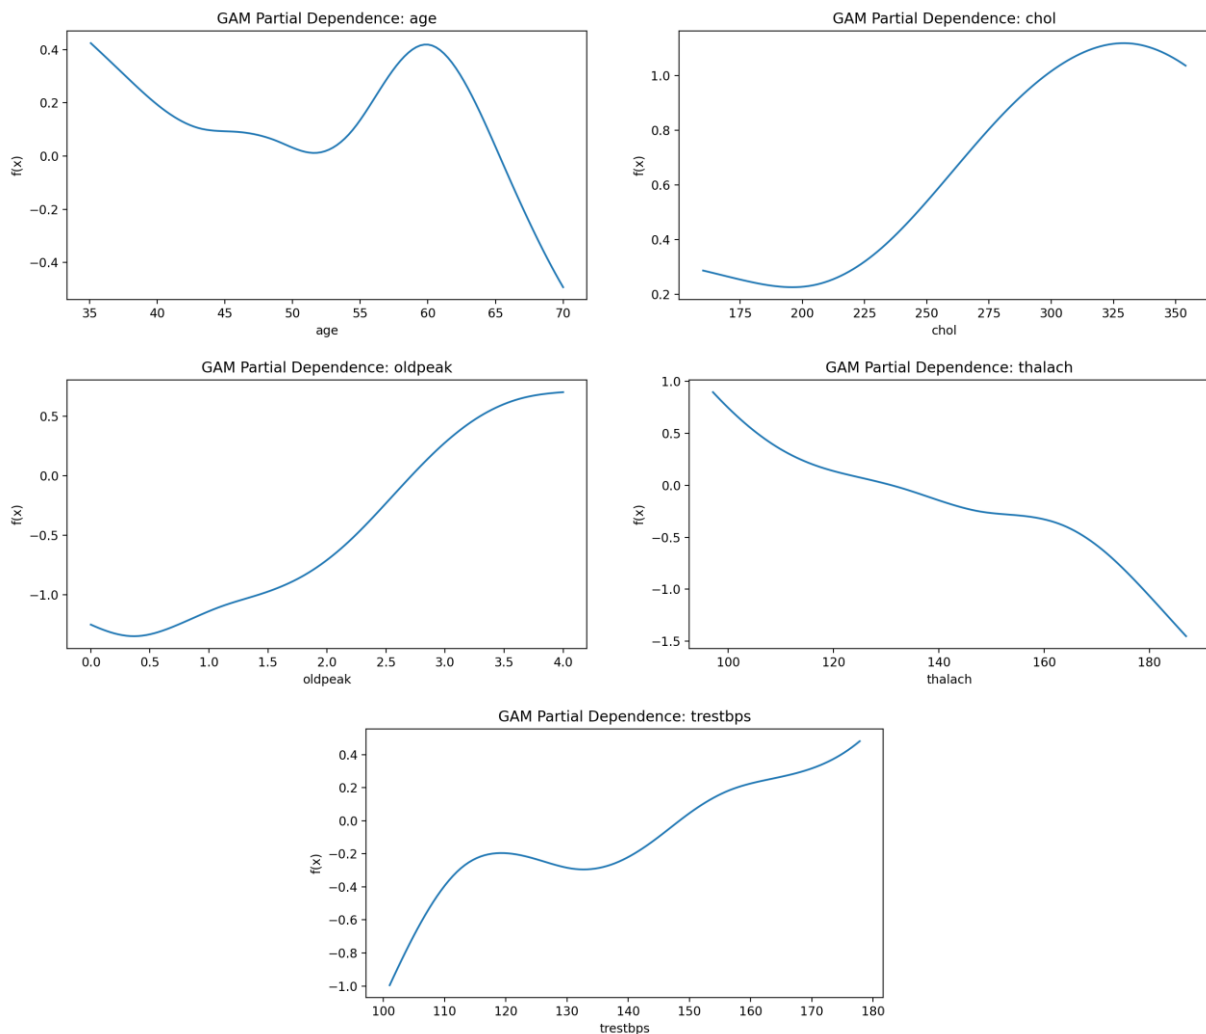 GAM Partial Dependence: age
0.4
0.2
0.0
−0.2
−0.4
f(x)
35 40 45 50 55 60 65 70
age
GAM Partial Dependence: chol
1.0
0.8
0.6
0.4
0.2
f(x)
175 200 225 250 275 300 325 350
chol
GAM Partial Dependence: oldpeak
0.5
0.0
−0.5
−1.0
f(x)
0.0 0.5 1.0 1.5 2.0 2.5 3.0 3.5 4.0
oldpeak
GAM Partial Dependence: thalach
1.0
0.5
0.0
−0.5
−1.0
−1.5
f(x)
100 120 140 160 180
thalach
GAM Partial Dependence: trestbps
0.4
0.2
0.0
−0.2
−0.4
−0.6
−0.8
−1.0
f(x)
100 110 120 130 140 150 160 170 180
trestbps